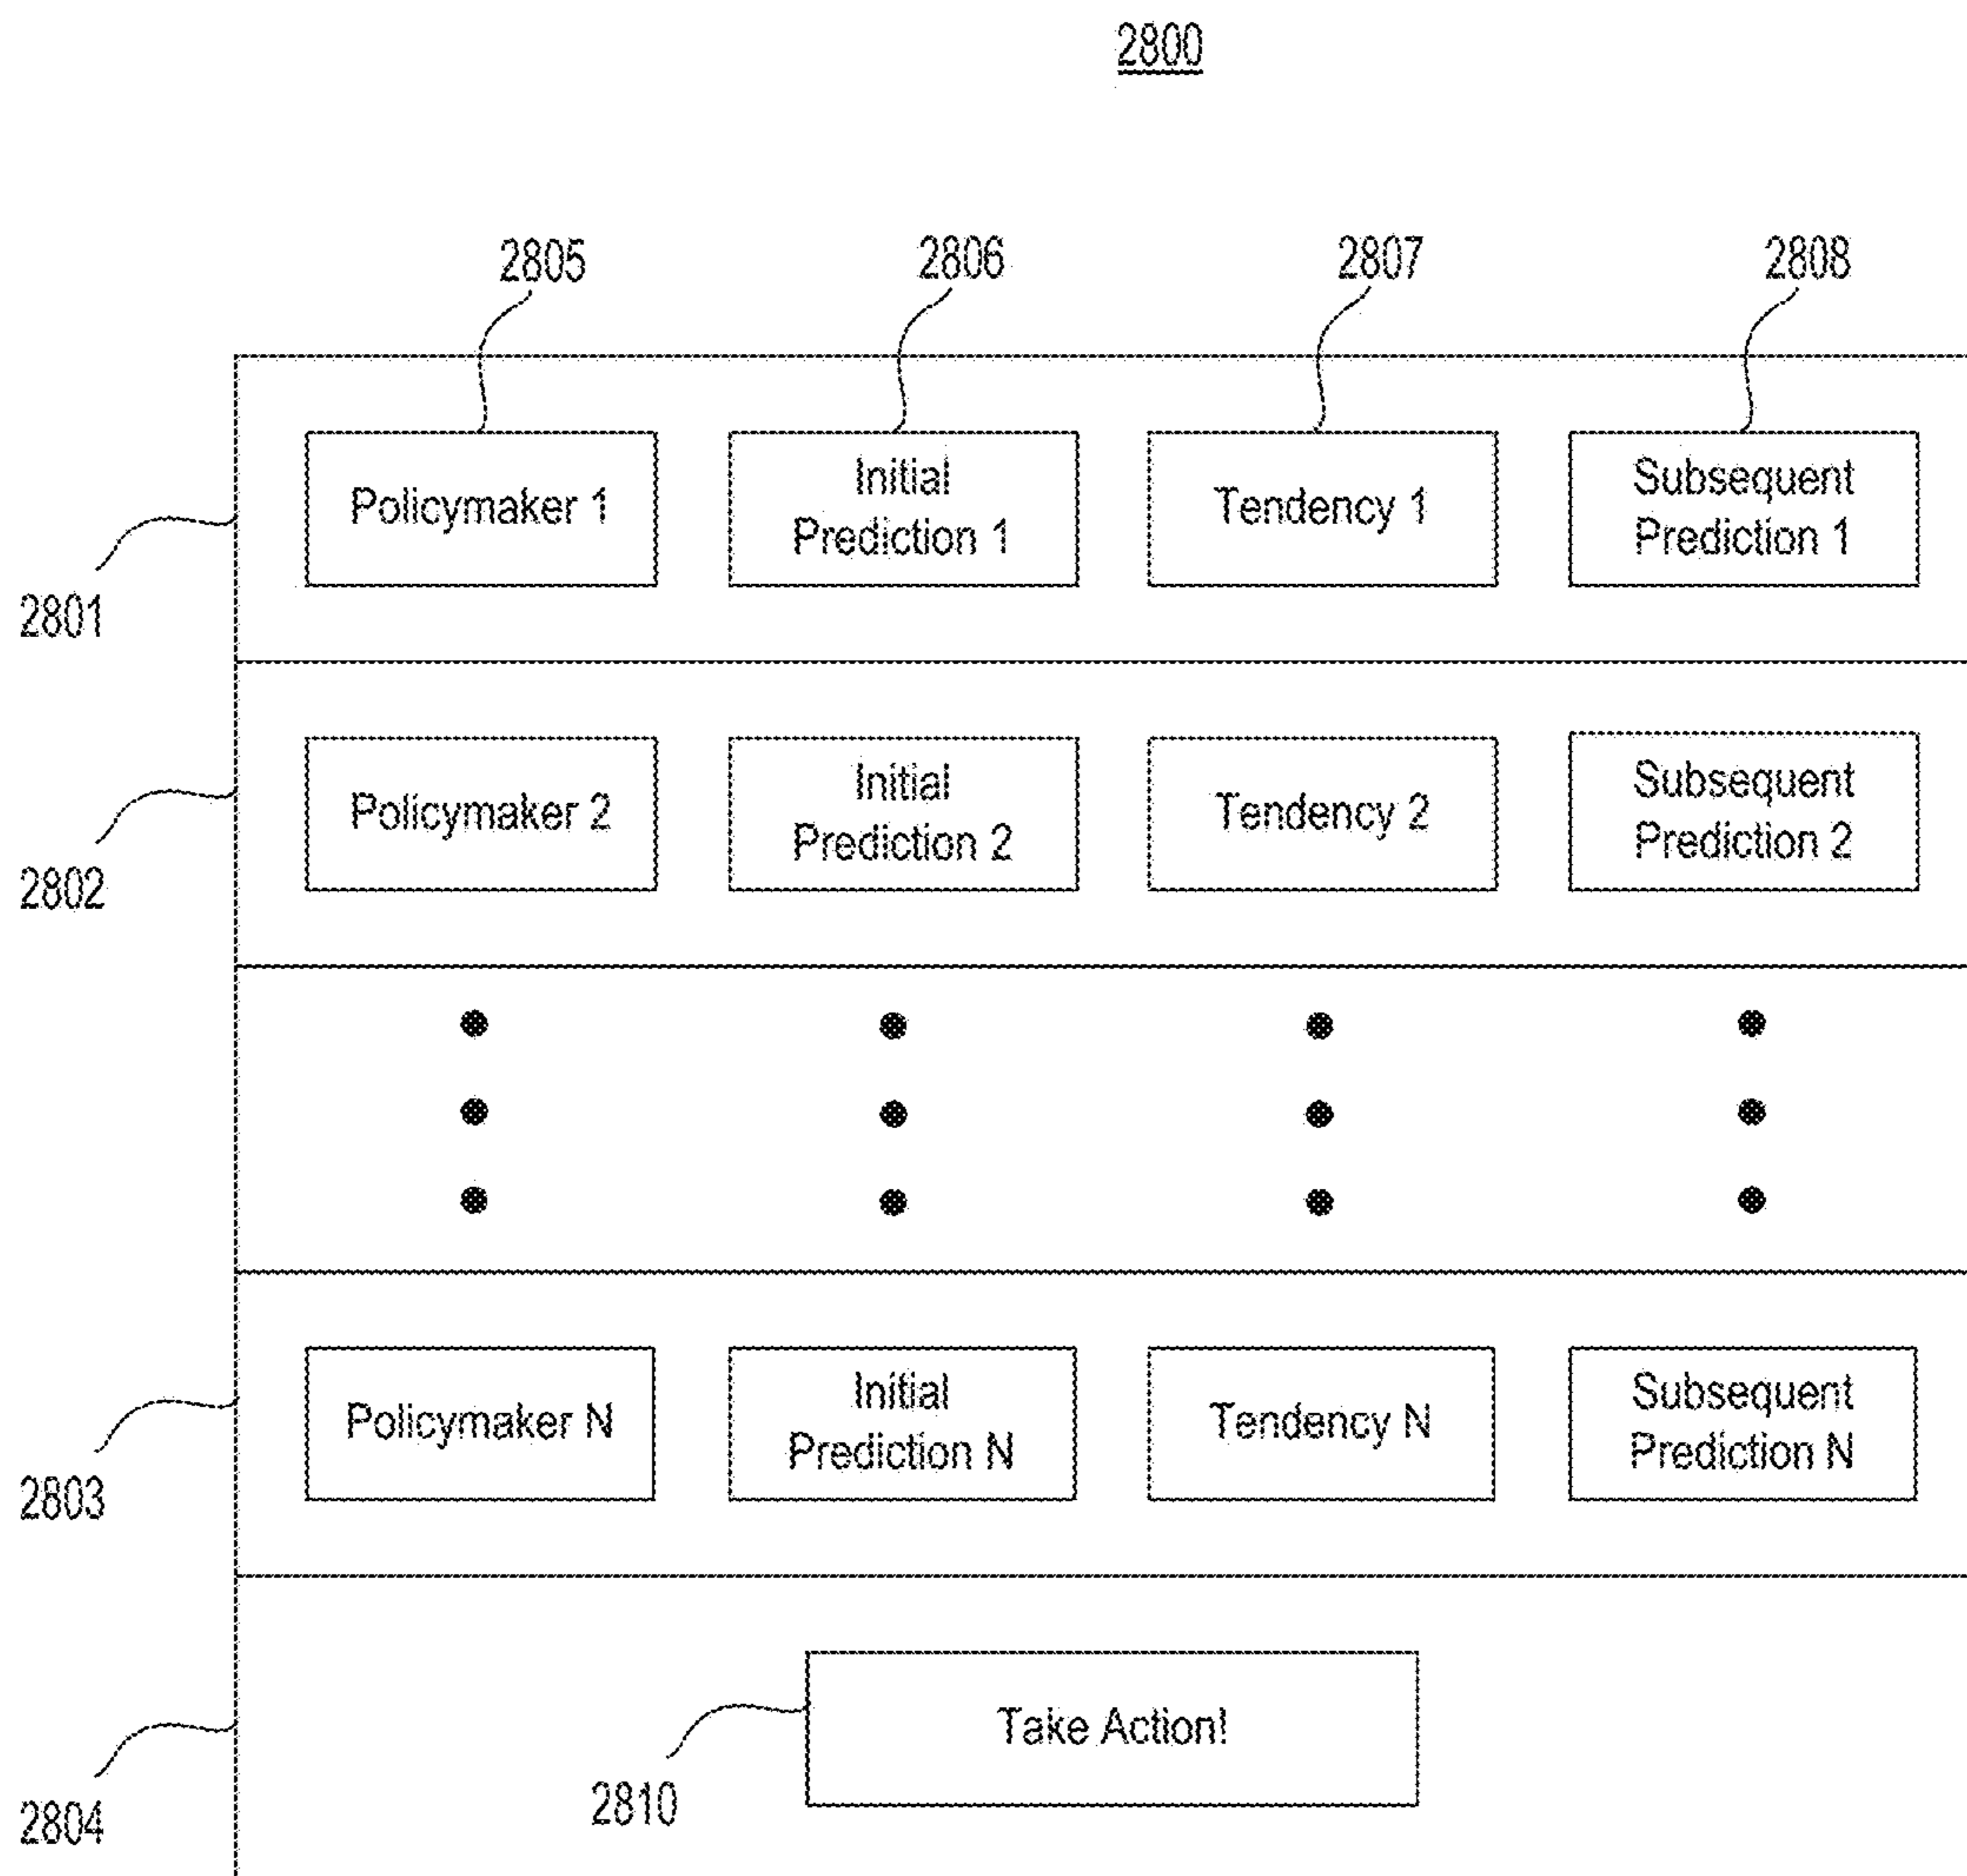 2800
2805 2806 2807 2808
Policymaker 1
Initial
Prediction 1
Tendency 1
Subsequent
Prediction 1
2801
Policymaker 2
Initial
Prediction 2
Tendency 2
Subsequent
Prediction 2
2802
Policymaker N
Initial
Prediction N
Tendency N
Subsequent
Prediction N
2803
Take Action!
2810
2804